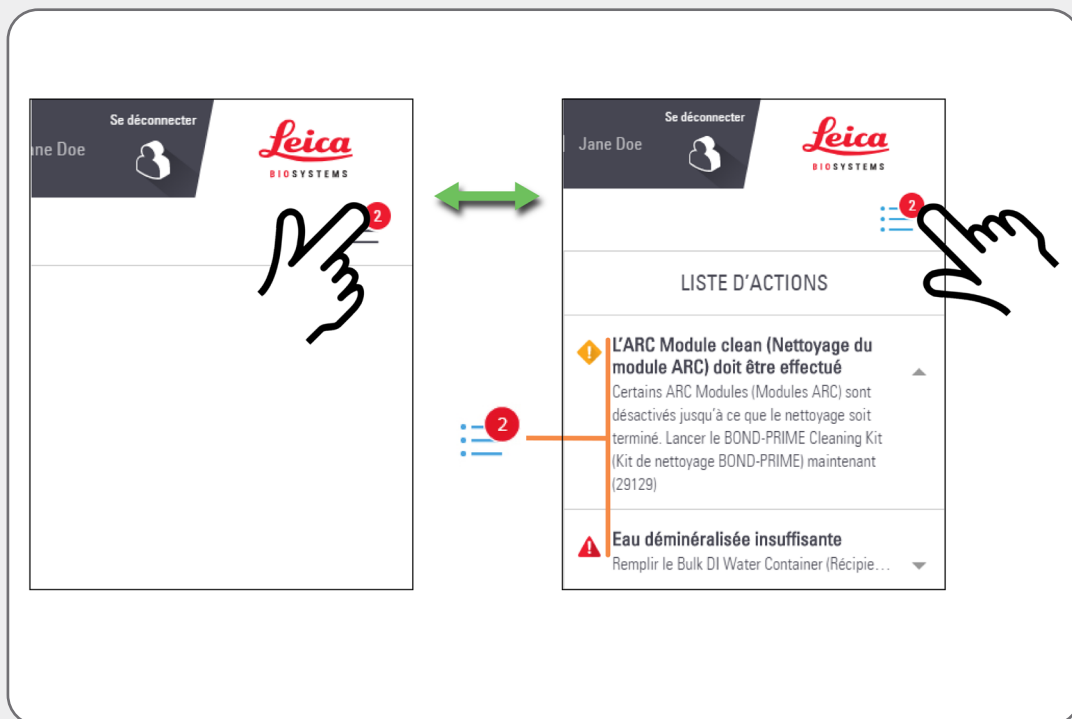 Se déconnecter
ne Doe
Leica
BIOSYSTEMS
2
Se déconnecter
Jane Doe
Leica
BIOSYSTEMS
2
LISTE D'ACTIONS
L'ARC Module clean (Nettoyage du
module ARC) doit être effectué
Certains ARC Modules (Modules ARC) sont
désactivés jusqu'à ce que le nettoyage soit
terminé. Lancer le BOND-PRIME Cleaning Kit
(Kit de nettoyage BOND-PRIME) maintenant
(29129)
2
Eau déminéralisée insuffisante
Remplir le Bulk DI Water Container (Récipie...